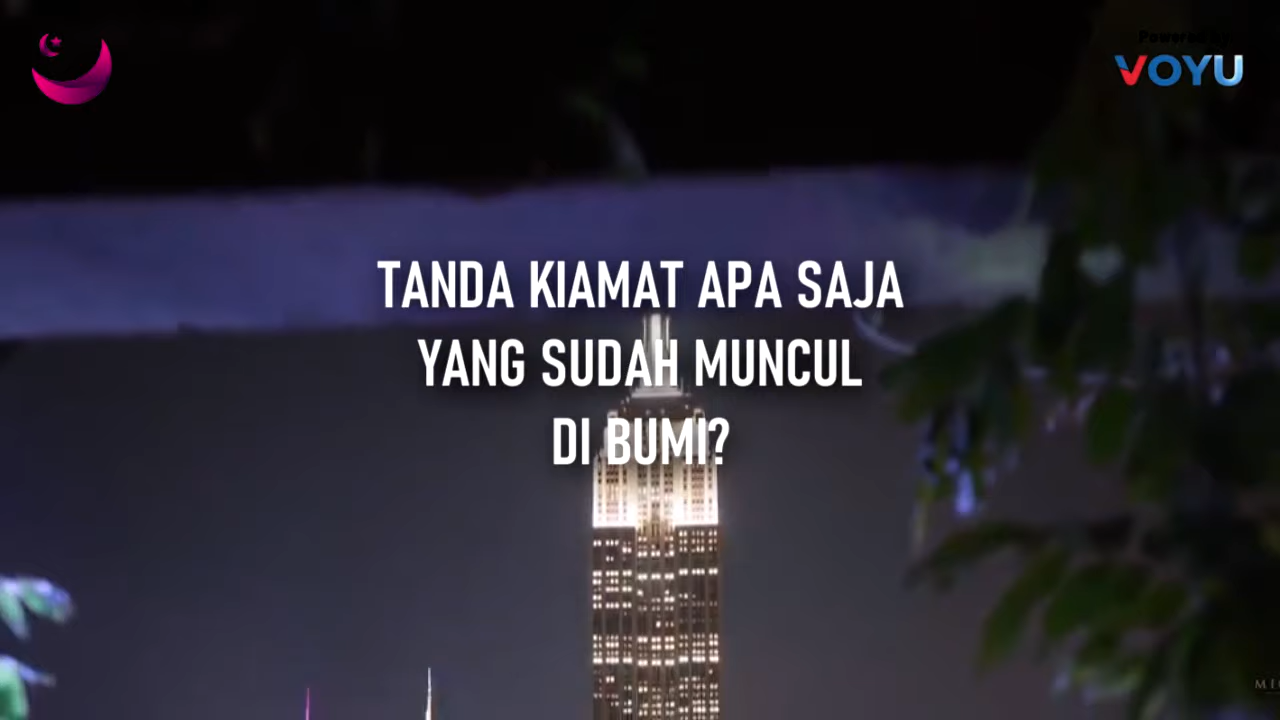 Powered by
VOYU
TANDA KIAMAT APA SAJA
YANG SUDAH MUNCUL
DI BUMI?